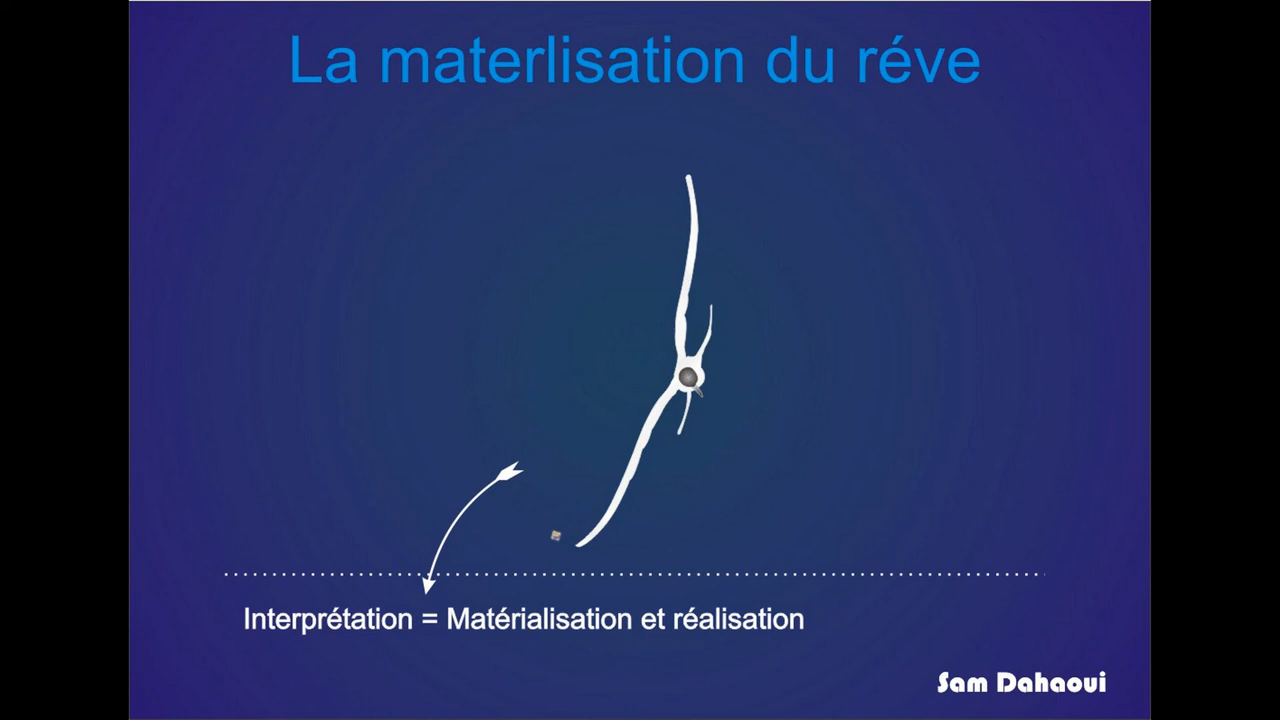 La materlisation du réve
Interprétation = Matérialisation et réalisation
Sam Dahaoui